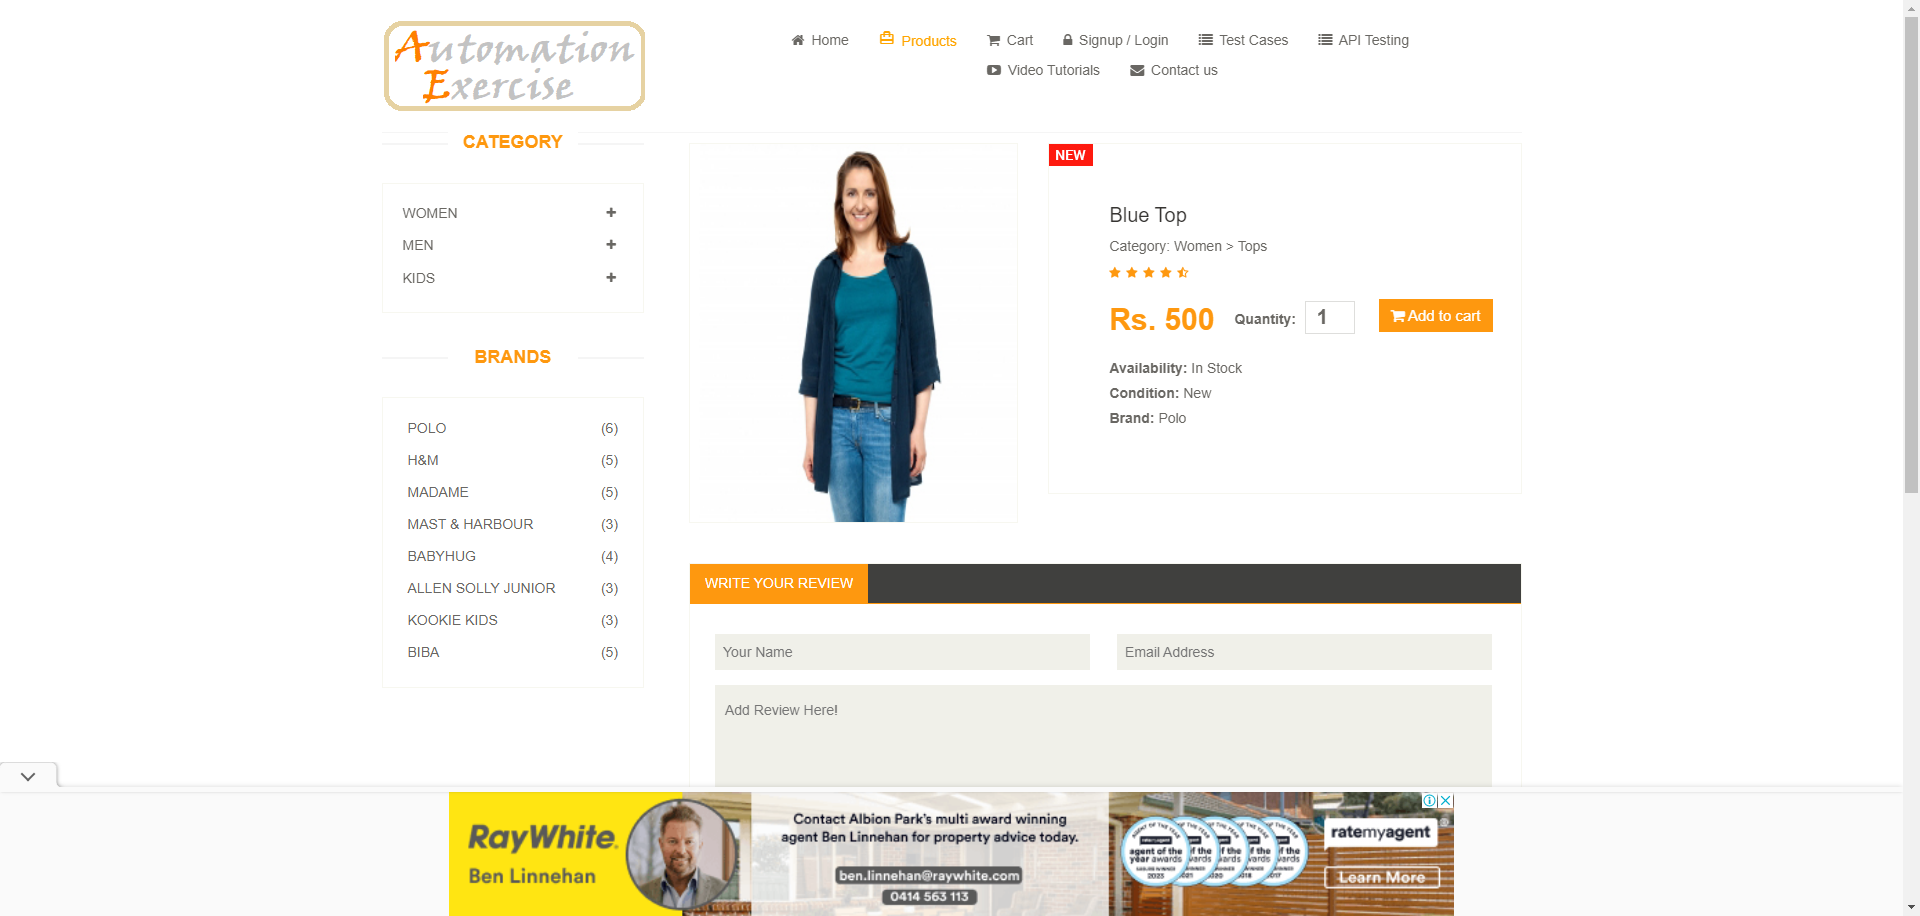 Automation
Exercise
Home
Products
Cart
Signup / Login
Test Cases
API Testing
Video Tutorials
Contact us
CATEGORY
WOMEN
MEN
KIDS
BRANDS
POLO (6)
H&M (5)
MADAME (5)
MAST & HARBOUR (3)
BABYHUG (4)
ALLEN SOLLY JUNIOR (3)
KOOKIE KIDS (3)
BIBA (5)
NEW
Blue Top
Category: Women > Tops
Rs. 500
Quantity: 1
Add to cart
Availability: In Stock
Condition: New
Brand: Polo
WRITE YOUR REVIEW
Your Name
Email Address
Add Review Here!
RayWhite.
Ben Linnehan
Contact Albion Park's multi award winning
agent Ben Linnehan for property advice today.
ben.linnehan@raywhite.com
0414 563 113
agent of the
year awards
2023
ratemyagent
Learn More